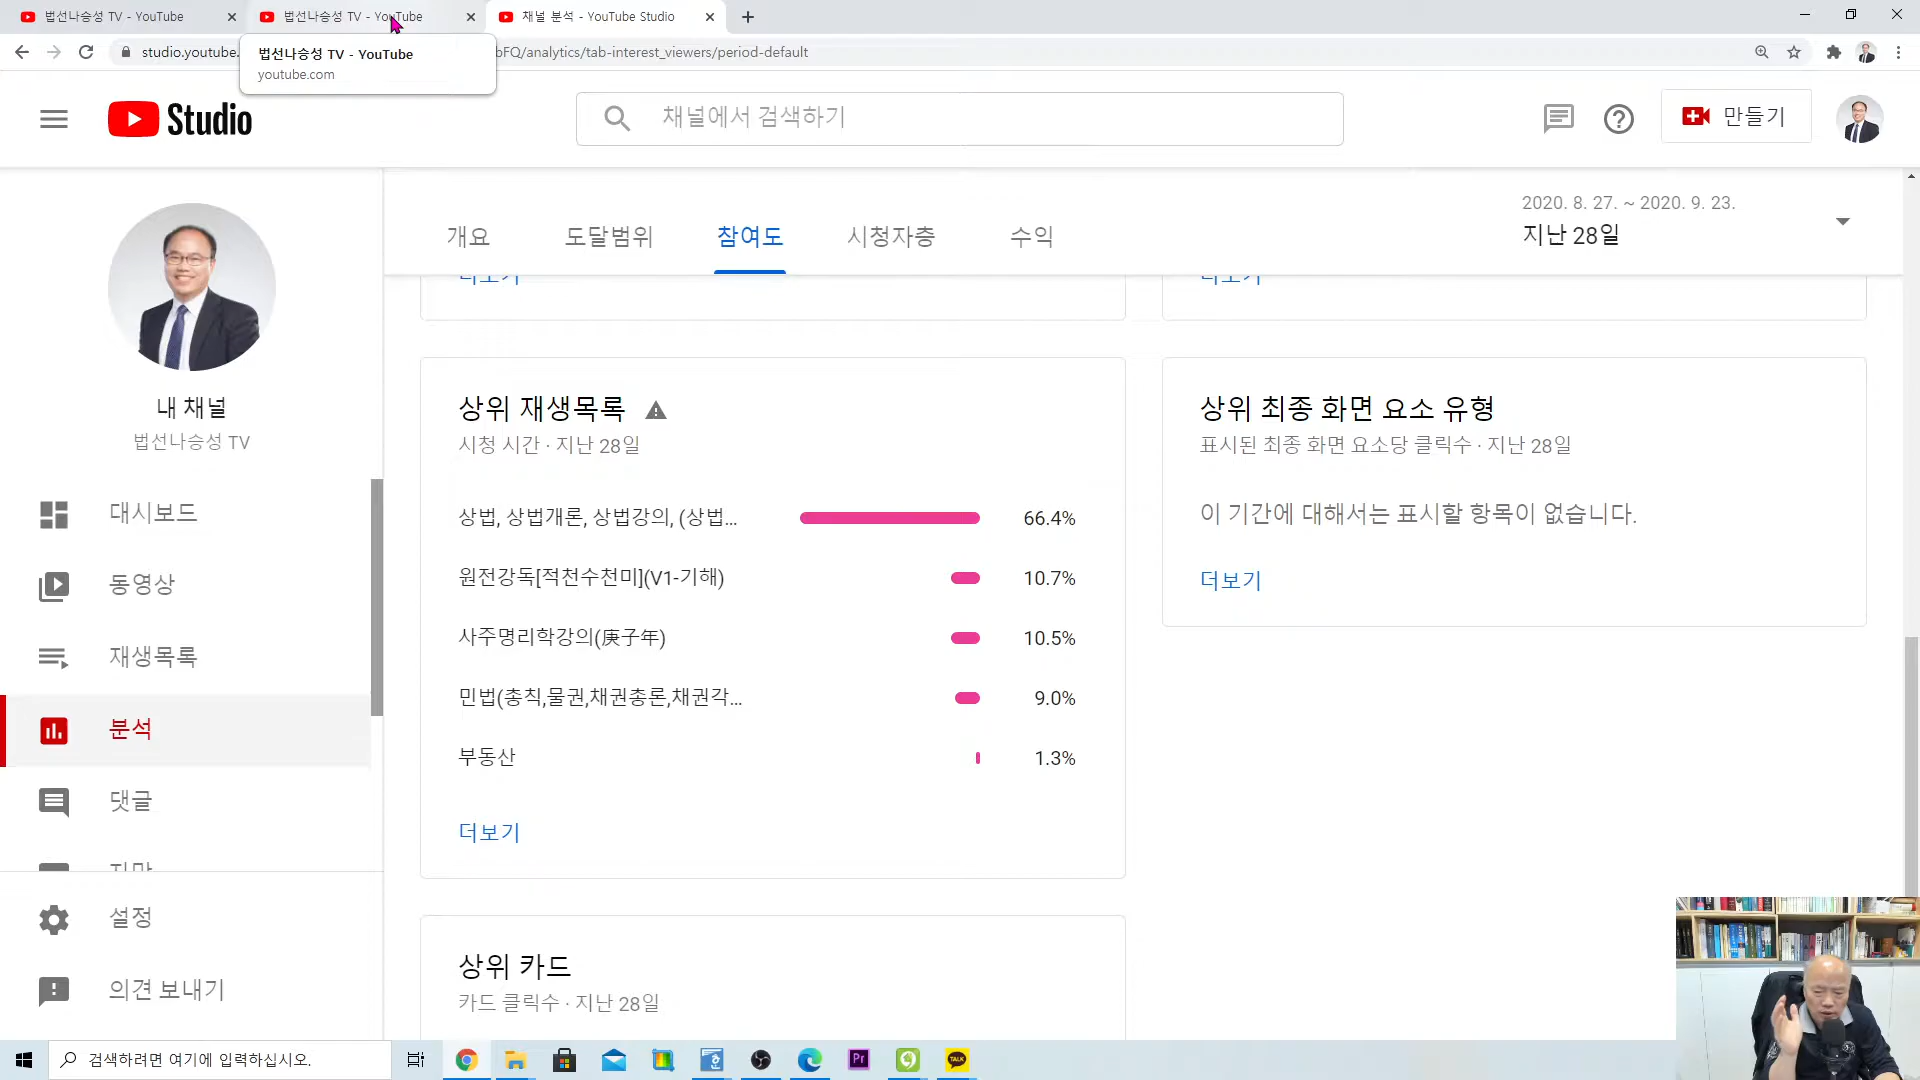 법선나승성 TV - YouTube
법선나승성 TV - YouTube
채널 분석 - YouTube Studio
studio.youtube.
bFQ/analytics/tab-interest_viewers/period-default
법선나승성 TV - YouTube
youtube.com
Studio
채널에서 검색하기
만들기
내 채널
법선나승성 TV
대시보드
동영상
재생목록
분석
댓글
자막
설정
의견 보내기
개요
도달범위
참여도
시청자층
수익
2020. 8. 27. ~ 2020. 9. 23.
지난 28일
더보기
더보기
상위 재생목록
시청 시간 · 지난 28일
상법, 상법개론, 상법강의, (상법... 66.4%
원전강독[적천수천미](V1-기해) 10.7%
사주명리학강의(庚子年) 10.5%
민법(총칙,물권,채권총론,채권각... 9.0%
부동산 1.3%
더보기
상위 최종 화면 요소 유형
표시된 최종 화면 요소당 클릭수 · 지난 28일
이 기간에 대해서는 표시할 항목이 없습니다.
더보기
상위 카드
카드 클릭수 · 지난 28일
검색하려면 여기에 입력하십시오.
Pr
TALK